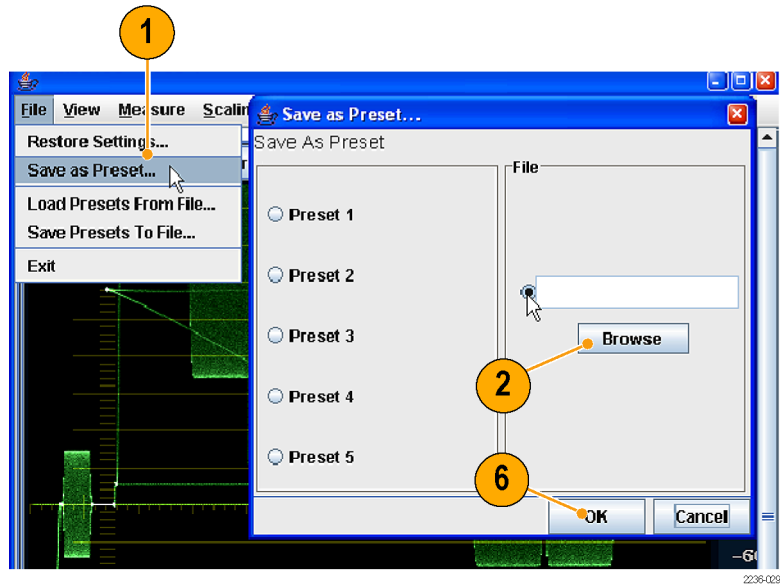 1
File View Measure Scalin
Restore Settings...
Save as Preset...
Load Presets From File...
Save Presets To File...
Exit
Save as Preset...
Save As Preset
Preset 1
Preset 2
Preset 3
Preset 4
Preset 5
File
Browse
2
6
OK
Cancel
2236-029